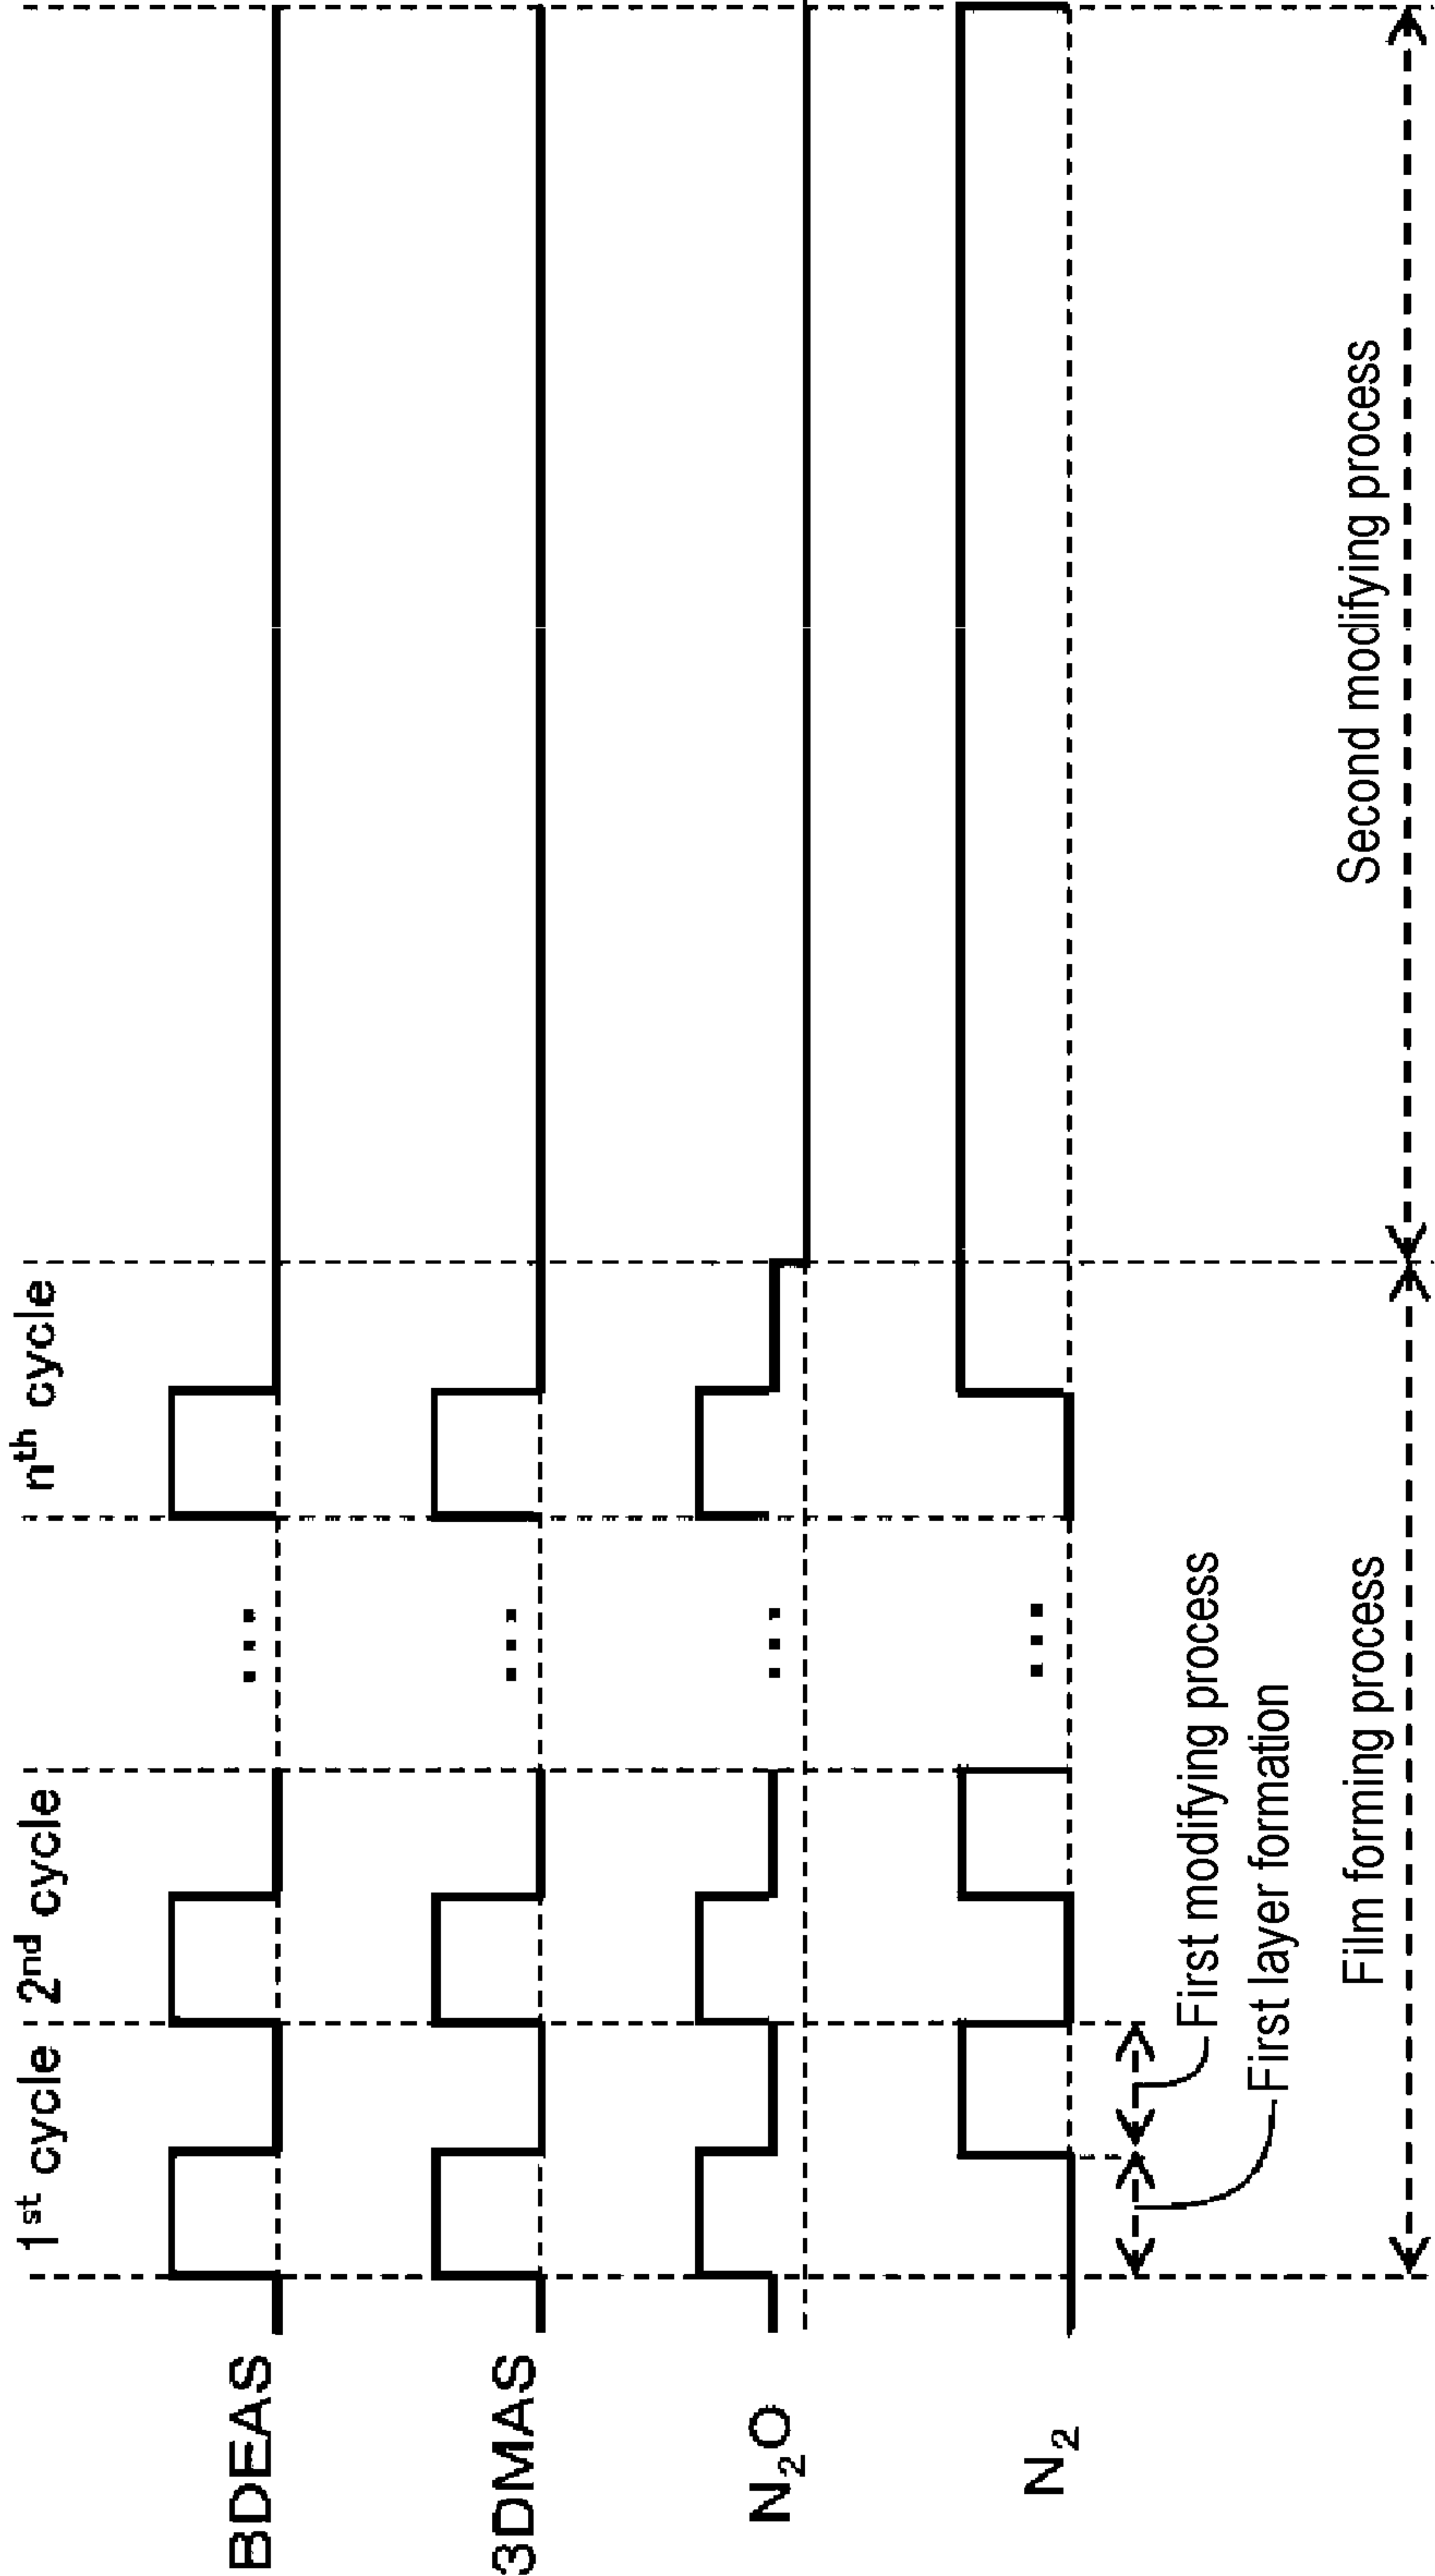 1st cycle
2nd cycle
nth cycle
BDEAS
...
3DMAS
...
N2O
...
N2
...
First modifying process
First layer formation
Film forming process
Second modifying process